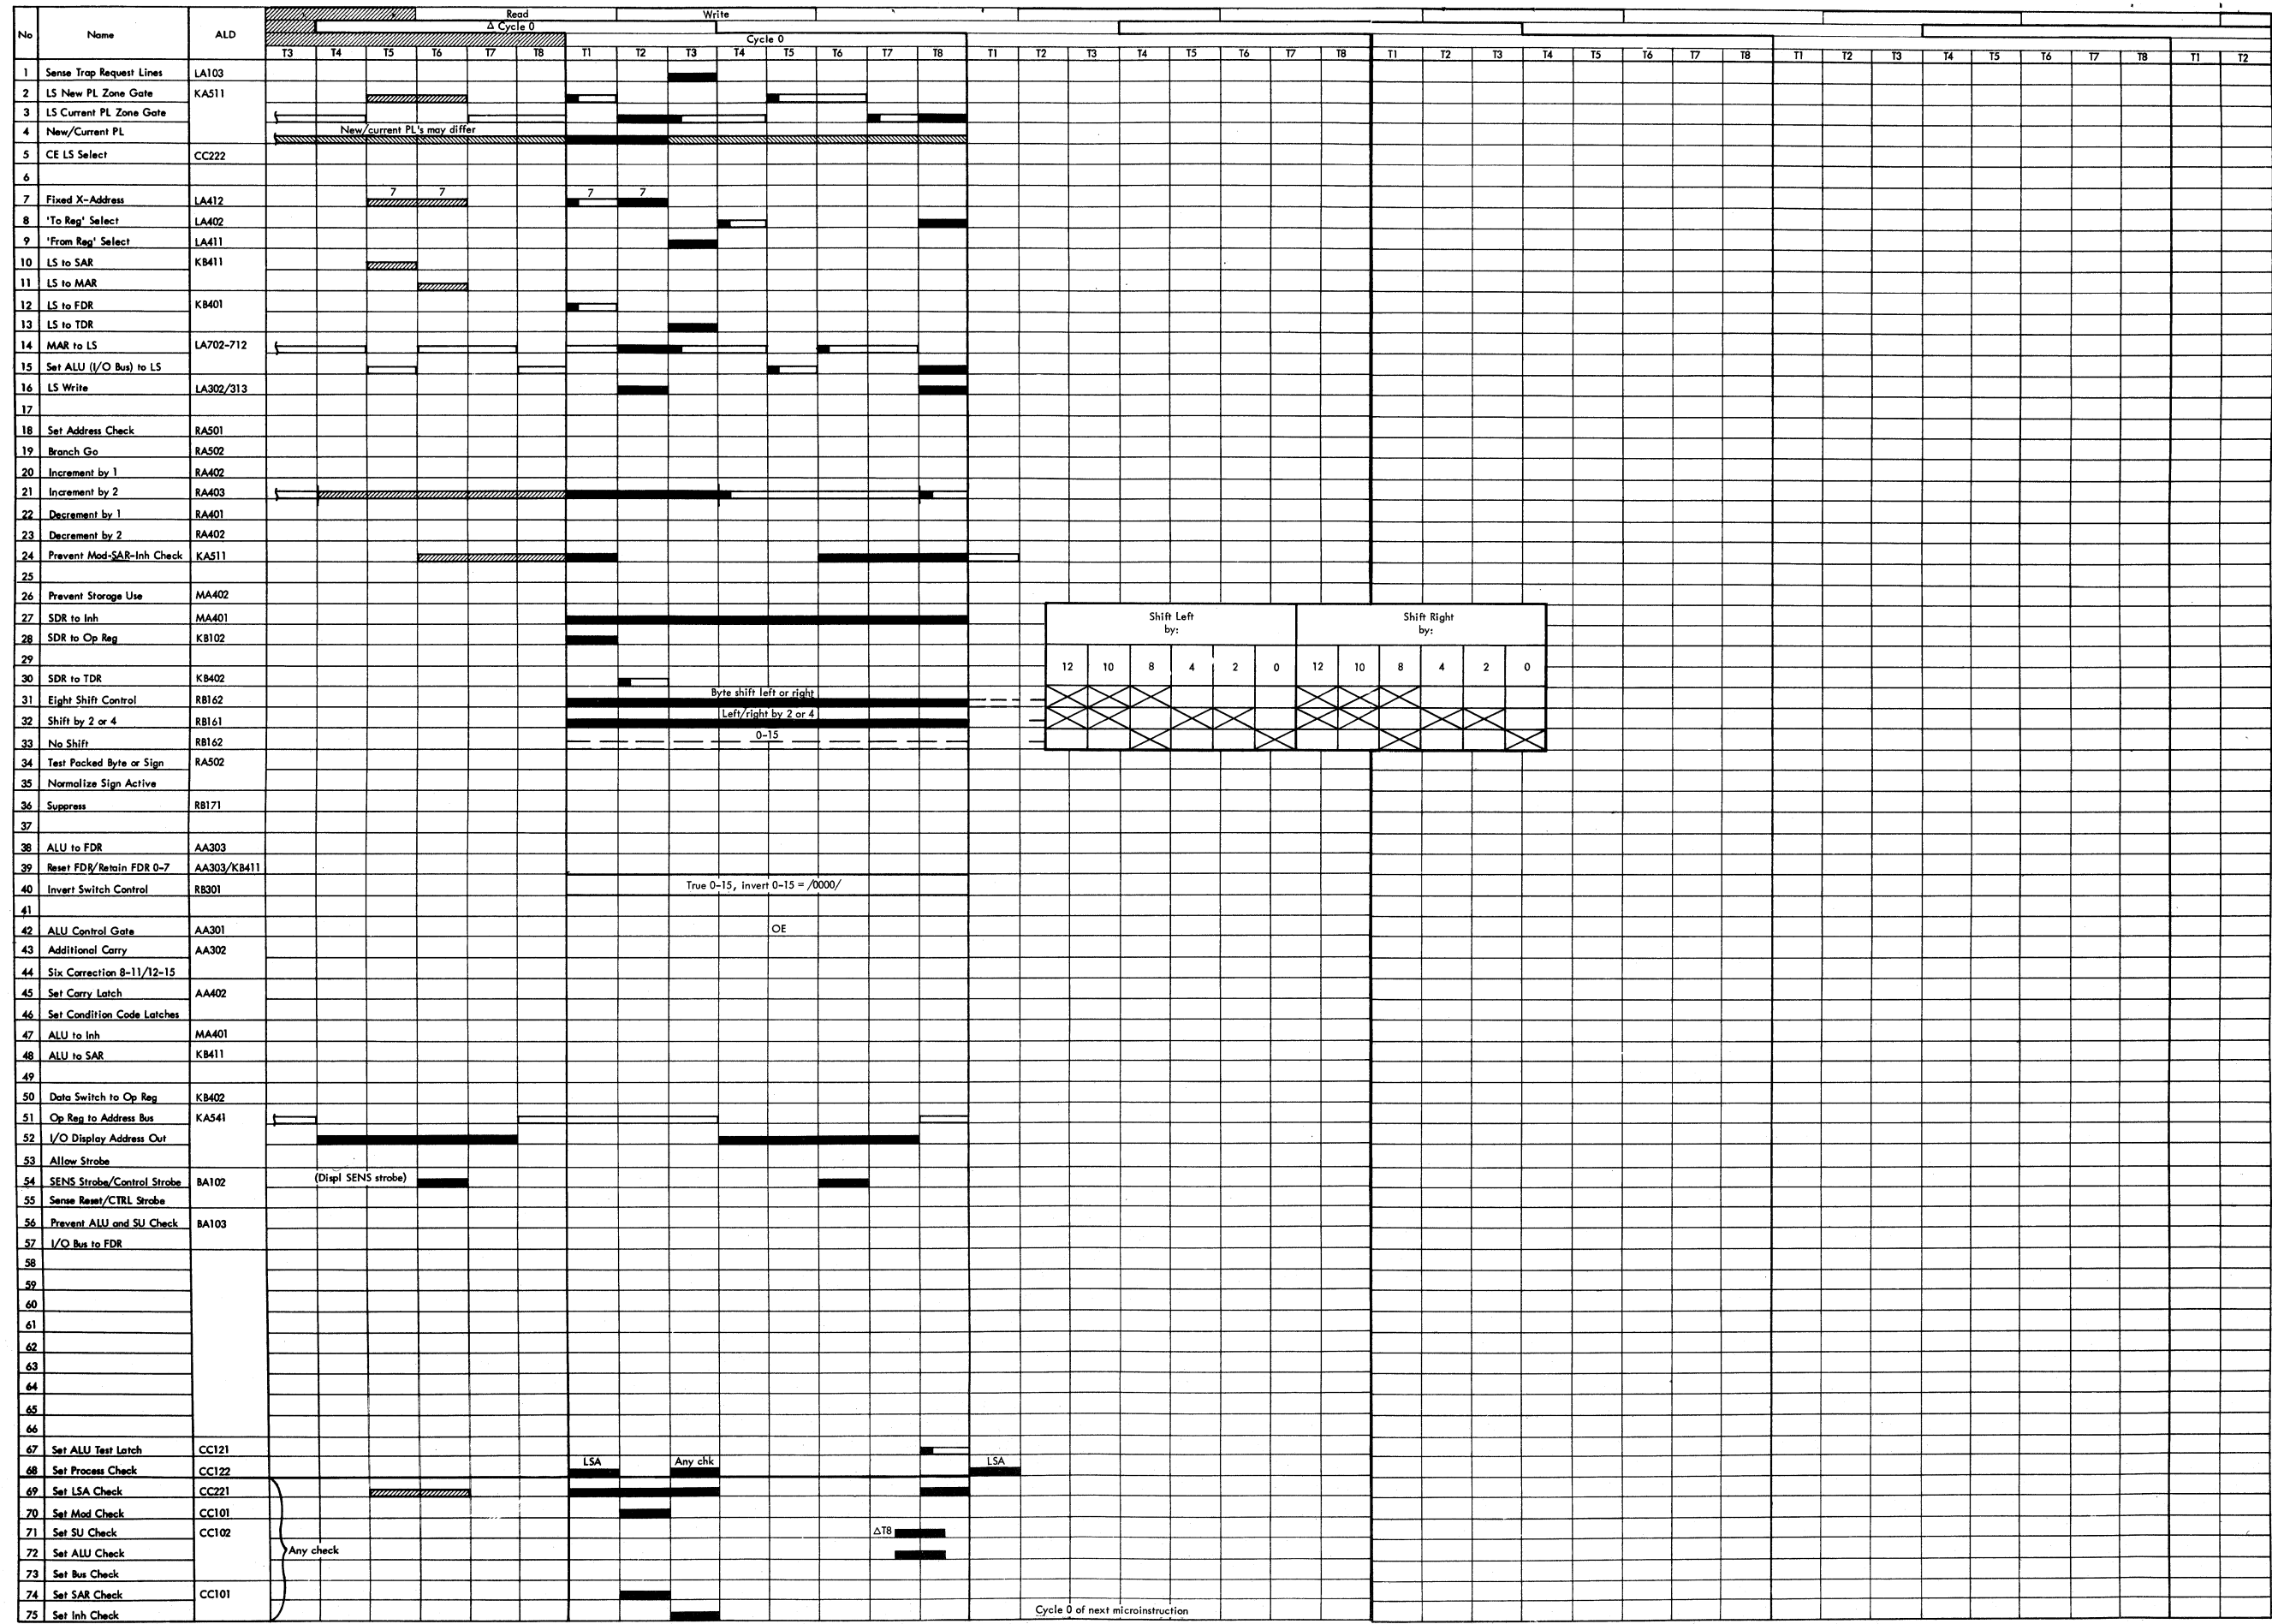 Read Write
Δ Cycle 0
No Name ALD Cycle 0
T3 T4 T5 T6 T7 T8 T1 T2 T3 T4 T5 T6 T7 T8 T1 T2 T3 T4 T5 T6 T7 T8 T1 T2 T3 T4 T5 T6 T7 T8 T1 T2 T3 T4 T5 T6 T7 T8 T1 T2
1 Sense Trap Request Lines LA103
2 LS New PL Zone Gate KA511
3 LS Current PL Zone Gate
4 New/Current PL New/current PL's may differ
5 CE LS Select CC222
6
7 7 7 7
7 Fixed X-Address LA412
8 'To Reg' Select LA402
9 'From Reg' Select LA411
10 LS to SAR KB411
11 LS to MAR
12 LS to FDR KB401
13 LS to TDR
14 MAR to LS LA702-712
15 Set ALU (I/O Bus) to LS
16 LS Write LA302/313
17
18 Set Address Check RA501
19 Branch Go RA502
20 Increment by 1 RA402
21 Increment by 2 RA403
22 Decrement by 1 RA401
23 Decrement by 2 RA402
24 Prevent Mod-SAR-Inh Check KA511
25
26 Prevent Storage Use MA402
27 SDR to Inh MA401
Shift Left by: Shift Right by:
28 SDR to Op Reg KB102
29
12 10 8 4 2 0 12 10 8 4 2 0
30 SDR to TDR KB402
31 Eight Shift Control RB162 Byte shift left or right
32 Shift by 2 or 4 RB161 Left/right by 2 or 4
33 No Shift RB162 0-15
34 Test Packed Byte or Sign RA502
35 Normalize Sign Active
36 Suppress RB171
37
38 ALU to FDR AA303
39 Reset FDR/Retain FDR 0-7 AA303/KB411
40 Invert Switch Control RB301 True 0-15, invert 0-15 = /0000/
41
42 ALU Control Gate AA301 OE
43 Additional Carry AA302
44 Six Correction 8-11/12-15
45 Set Carry Latch AA402
46 Set Condition Code Latches
47 ALU to Inh MA401
48 ALU to SAR KB411
49
50 Data Switch to Op Reg KB402
51 Op Reg to Address Bus KA541
52 I/O Display Address Out
53 Allow Strobe
54 SENS Strobe/Control Strobe BA102 (Displ SENS strobe)
55 Sense Reset/CTRL Strobe
56 Prevent ALU and SU Check BA103
57 I/O Bus to FDR
58
59
60
61
62
63
64
65
66
67 Set ALU Test Latch CC121
68 Set Process Check CC122 LSA Any chk LSA
69 Set LSA Check CC221
70 Set Mod Check CC101
71 Set SU Check CC102 ΔT8
72 Set ALU Check Any check
73 Set Bus Check
74 Set SAR Check CC101
75 Set Inh Check Cycle 0 of next microinstruction